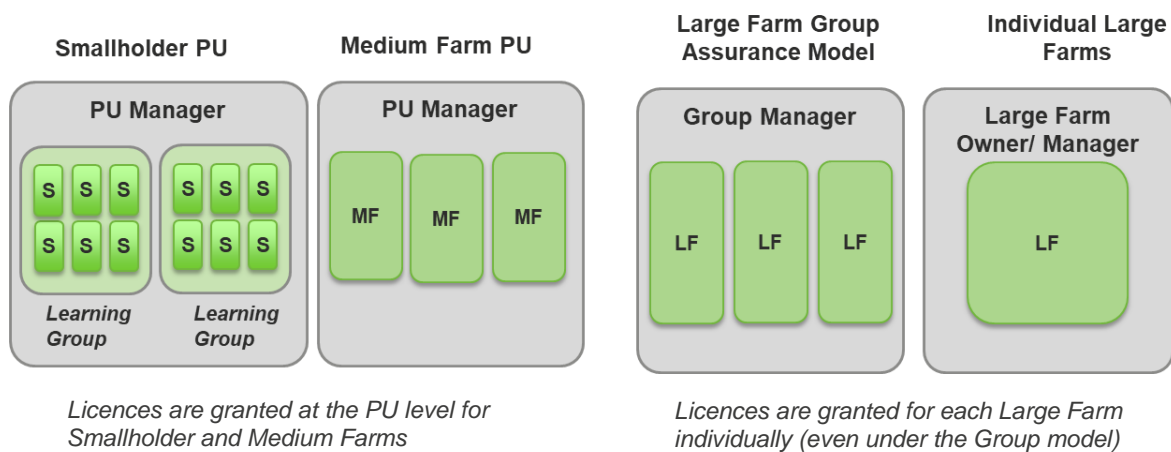 Smallholder PU
PU Manager
S S S S S S
S S S S S S
Learning Learning
Group Group
Medium Farm PU
PU Manager
MF MF MF
Licences are granted at the PU level for
Smallholder and Medium Farms
Large Farm Group
Assurance Model
Group Manager
LF LF LF
Individual Large
Farms
Large Farm
Owner/ Manager
LF
Licences are granted for each Large Farm
individually (even under the Group model)